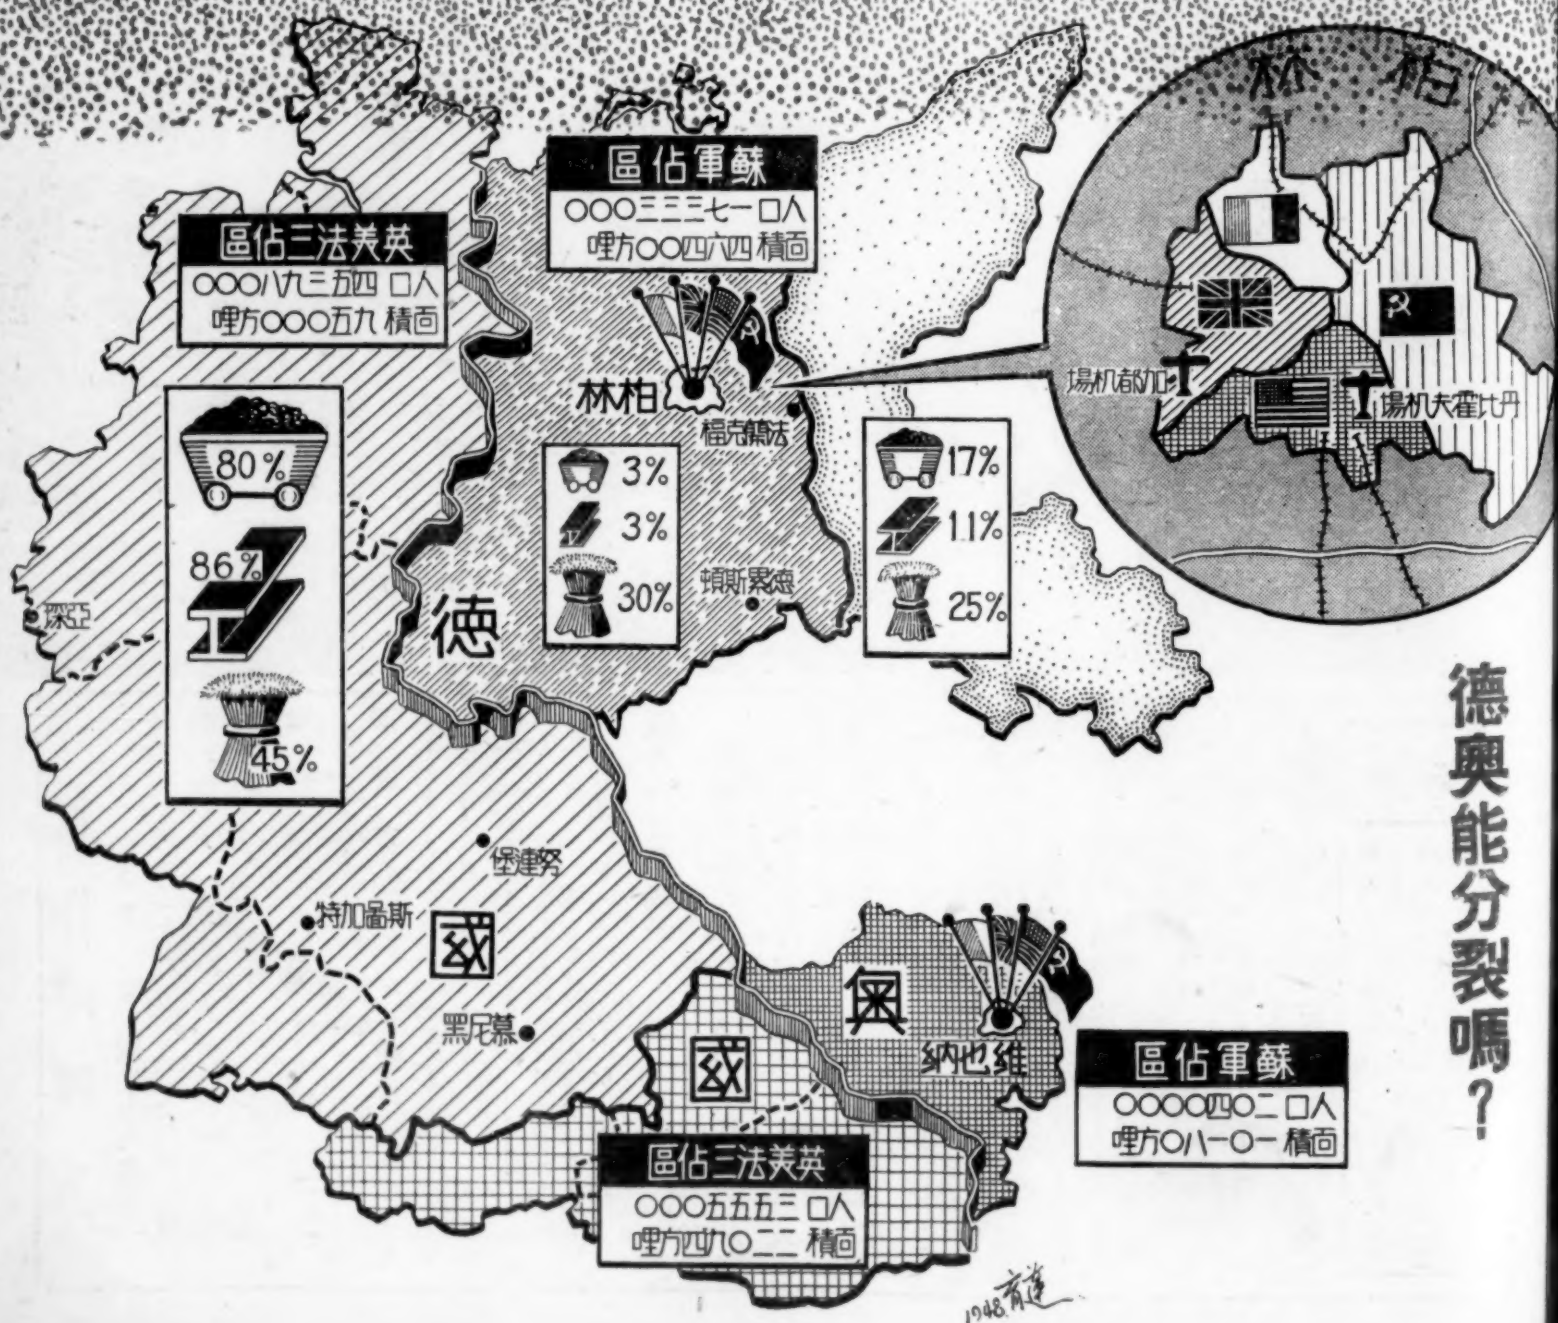 德奧能分裂嗎？
柏林
加都机場
丹比霍夫机場
蘇軍佔區
人口一七三三三〇〇〇
面積四六四〇〇方哩
英美法三佔區
人口四五三九八〇〇〇
面積九五〇〇〇方哩
柏林
法蘭克福
80%
86%
45%
3%
3%
30%
17%
11%
25%
德累斯頓
德
亞琛
努連堡
斯圖加特
國
慕尼黑
奧
維也納
國
蘇軍佔區
人口二〇四〇〇〇〇
面積一〇一八〇方哩
英美法三佔區
人口三五五五〇〇〇
面積二二〇九四方哩
1948